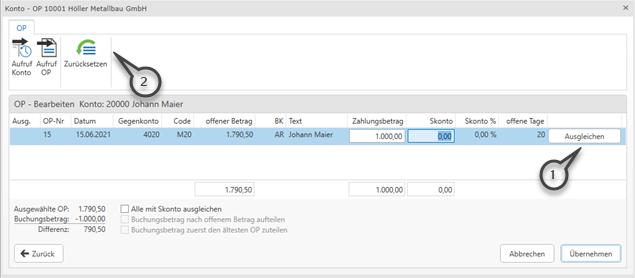 Konto - OP 10001 Höller Metallbau GmbH
OP
Aufruf Konto
Aufruf OP
Zurücksetzen
2
OP - Bearbeiten Konto: 20000 Johann Maier
Ausg. OP-Nr Datum Gegenkonto Code offener Betrag BK Text Zahlungsbetrag Skonto Skonto % offene Tage
15 15.06.2021 4020 M20 1.790,50 AR Johann Maier 1.000,00 0,00 0,00 % 20 Ausgleichen
1
1.790,50 1.000,00 0,00
Ausgewählte OP: 1.790,50 Alle mit Skonto ausgleichen
Buchungsbetrag: -1.000,00 Buchungsbetrag nach offenem Betrag aufteilen
Differenz: 790,50 Buchungsbetrag zuerst den ältesten OP zuteilen
Zurück Abbrechen Übernehmen